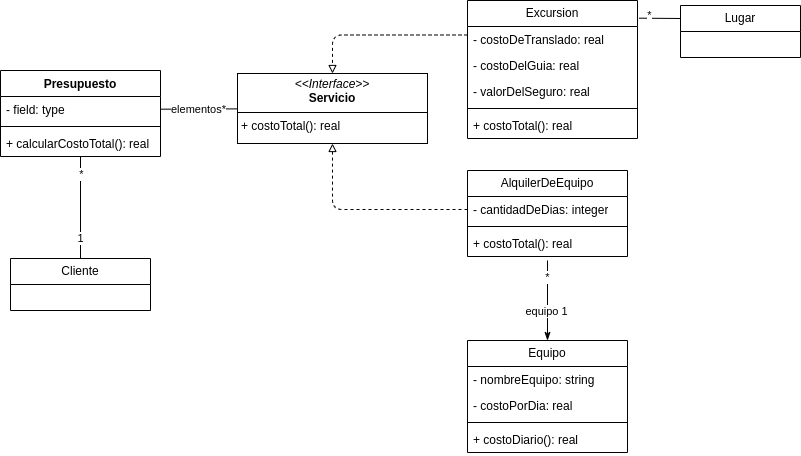 Excursion
- costoDeTranslado: real
- costoDelGuia: real
- valorDelSeguro: real
+ costoTotal(): real
*
Lugar
<<Interface>>
Servicio
+ costoTotal(): real
Presupuesto
- field: type
+ calcularCostoTotal(): real
elementos*
*
1
Cliente
AlquilerDeEquipo
- cantidadDeDias: integer
+ costoTotal(): real
*
equipo 1
Equipo
- nombreEquipo: string
- costoPorDia: real
+ costoDiario(): real